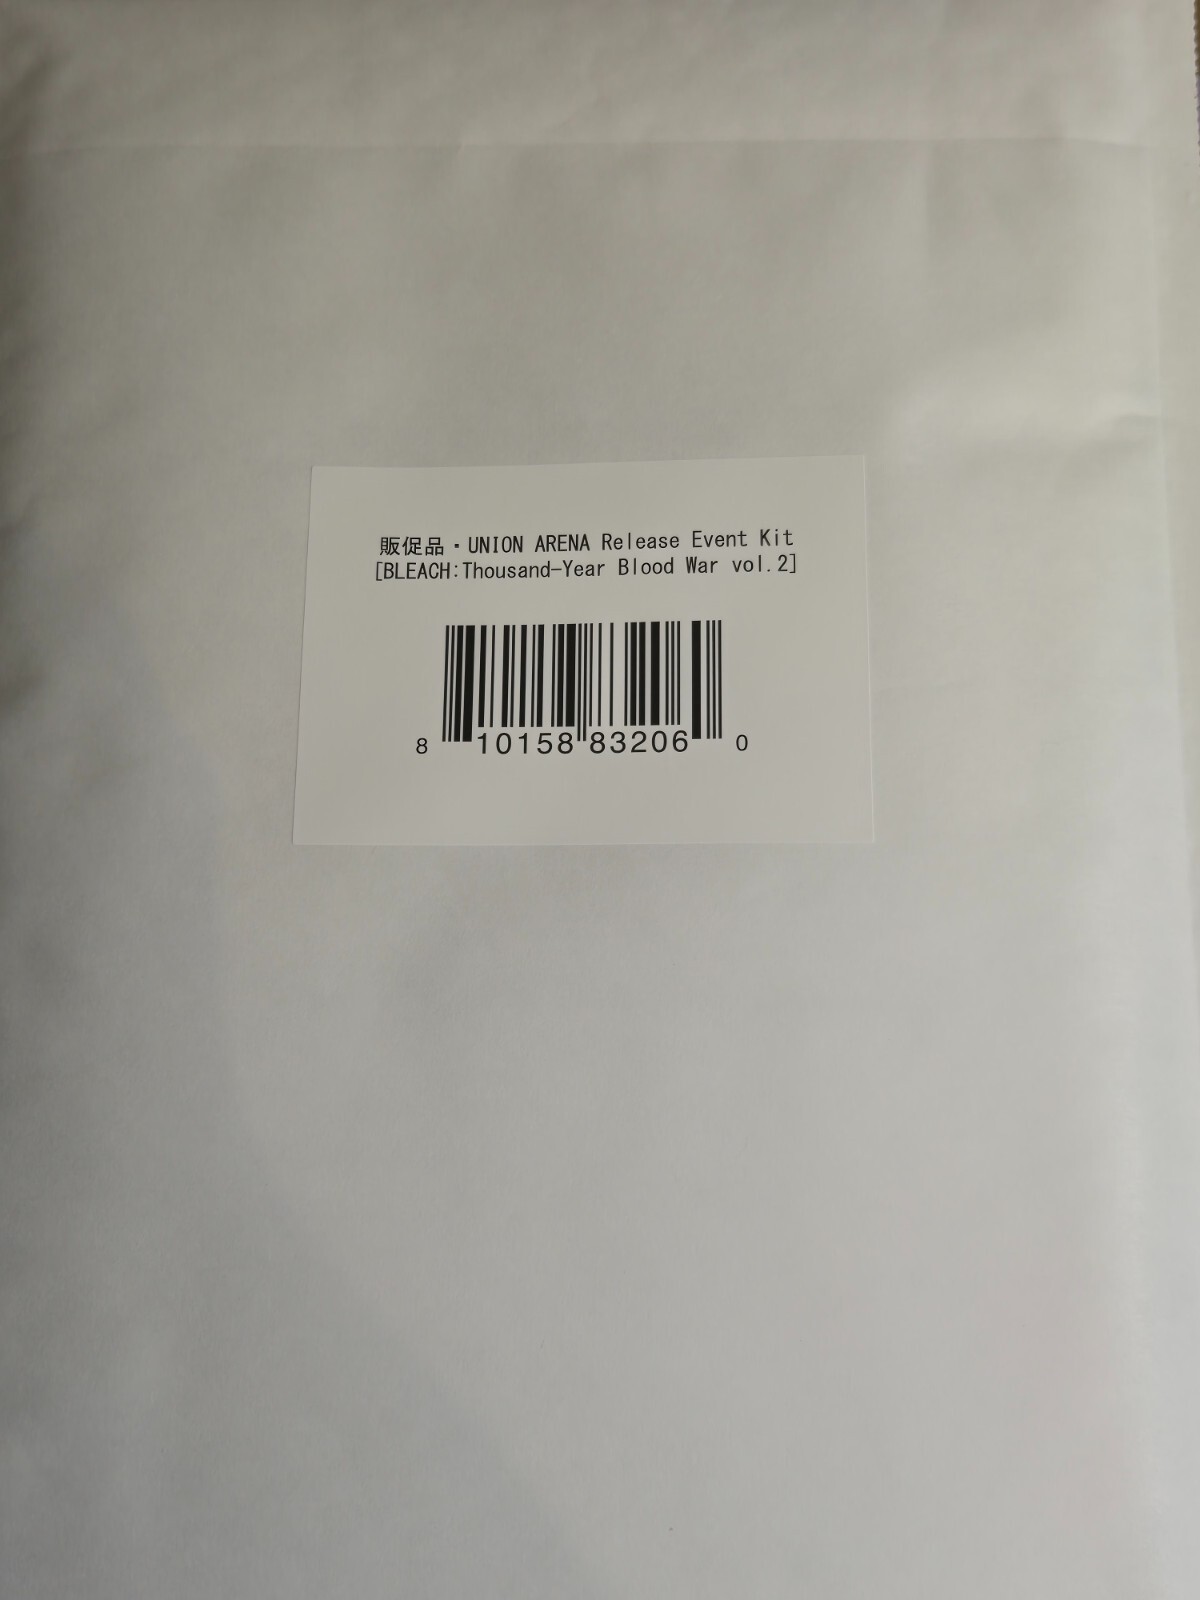 販促品・UNION ARENA Release Event Kit
[BLEACH:Thousand-Year Blood War vol.2]
8 10158 83206 0